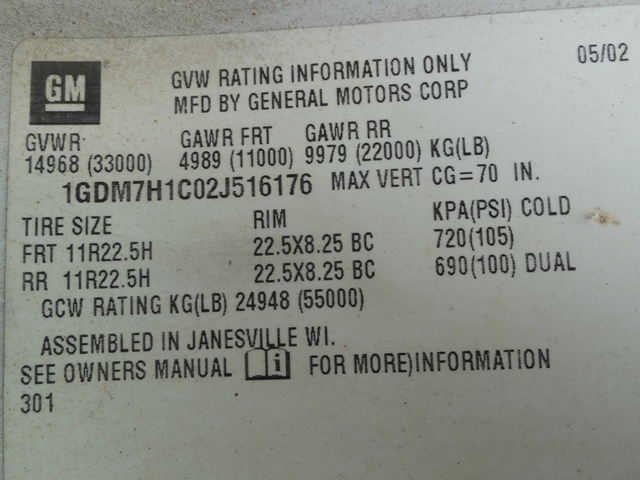 GM
GVW RATING INFORMATION ONLY 05/02
MFD BY GENERAL MOTORS CORP
GVWR GAWR FRT GAWR RR
14968 (33000) 4989 (11000) 9979 (22000) KG(LB)
1GDM7H1C02J516176 MAX VERT CG=70 IN.
TIRE SIZE RIM KPA(PSI) COLD
FRT 11R22.5H 22.5X8.25 BC 720(105)
RR 11R22.5H 22.5X8.25 BC 690(100) DUAL
GCW RATING KG(LB) 24948 (55000)
ASSEMBLED IN JANESVILLE WI.
SEE OWNERS MANUAL i FOR MORE)INFORMATION
301